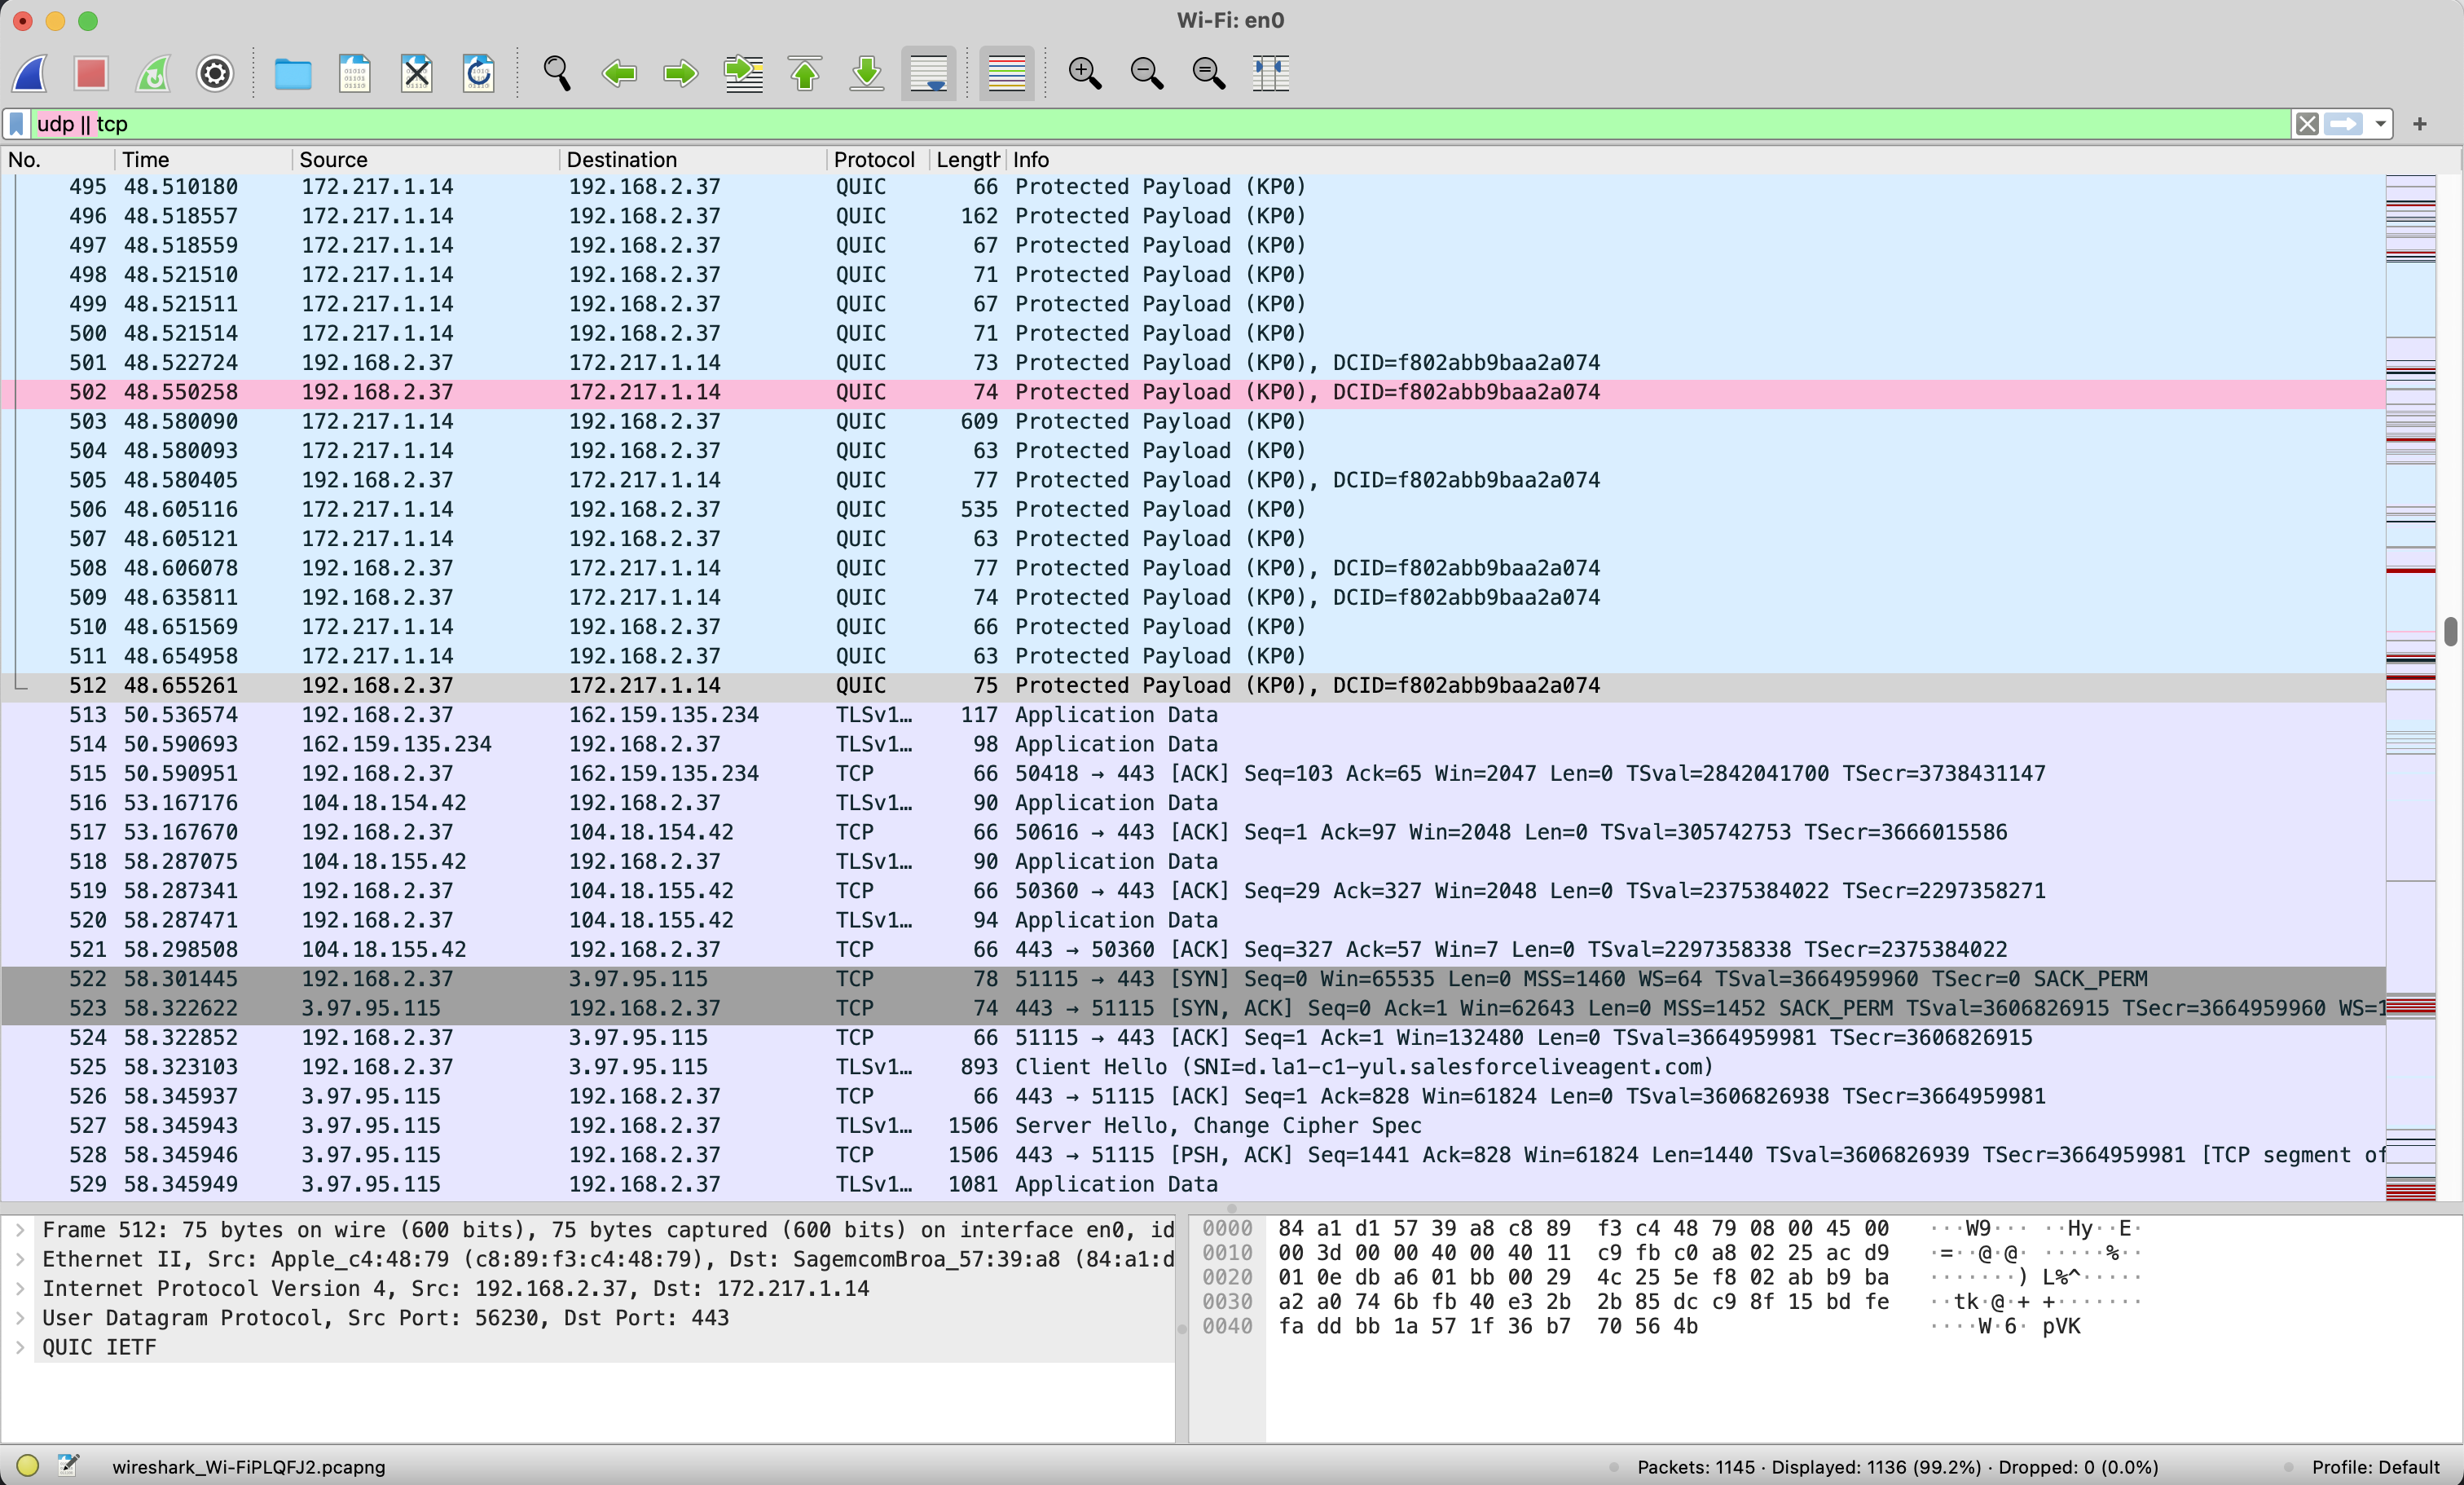 Wi-Fi: en0
udp || tcp
No. Time Source Destination Protocol Length Info
495 48.510180 172.217.1.14 192.168.2.37 QUIC 66 Protected Payload (KP0)
496 48.518557 172.217.1.14 192.168.2.37 QUIC 162 Protected Payload (KP0)
497 48.518559 172.217.1.14 192.168.2.37 QUIC 67 Protected Payload (KP0)
498 48.521510 172.217.1.14 192.168.2.37 QUIC 71 Protected Payload (KP0)
499 48.521511 172.217.1.14 192.168.2.37 QUIC 67 Protected Payload (KP0)
500 48.521514 172.217.1.14 192.168.2.37 QUIC 71 Protected Payload (KP0)
501 48.522724 192.168.2.37 172.217.1.14 QUIC 73 Protected Payload (KP0), DCID=f802abb9baa2a074
502 48.550258 192.168.2.37 172.217.1.14 QUIC 74 Protected Payload (KP0), DCID=f802abb9baa2a074
503 48.580090 172.217.1.14 192.168.2.37 QUIC 609 Protected Payload (KP0)
504 48.580093 172.217.1.14 192.168.2.37 QUIC 63 Protected Payload (KP0)
505 48.580405 192.168.2.37 172.217.1.14 QUIC 77 Protected Payload (KP0), DCID=f802abb9baa2a074
506 48.605116 172.217.1.14 192.168.2.37 QUIC 535 Protected Payload (KP0)
507 48.605121 172.217.1.14 192.168.2.37 QUIC 63 Protected Payload (KP0)
508 48.606078 192.168.2.37 172.217.1.14 QUIC 77 Protected Payload (KP0), DCID=f802abb9baa2a074
509 48.635811 192.168.2.37 172.217.1.14 QUIC 74 Protected Payload (KP0), DCID=f802abb9baa2a074
510 48.651569 172.217.1.14 192.168.2.37 QUIC 66 Protected Payload (KP0)
511 48.654958 172.217.1.14 192.168.2.37 QUIC 63 Protected Payload (KP0)
512 48.655261 192.168.2.37 172.217.1.14 QUIC 75 Protected Payload (KP0), DCID=f802abb9baa2a074
513 50.536574 192.168.2.37 162.159.135.234 TLSv1… 117 Application Data
514 50.590693 162.159.135.234 192.168.2.37 TLSv1… 98 Application Data
515 50.590951 192.168.2.37 162.159.135.234 TCP 66 50418 → 443 [ACK] Seq=103 Ack=65 Win=2047 Len=0 TSval=2842041700 TSecr=3738431147
516 53.167176 104.18.154.42 192.168.2.37 TLSv1… 90 Application Data
517 53.167670 192.168.2.37 104.18.154.42 TCP 66 50616 → 443 [ACK] Seq=1 Ack=97 Win=2048 Len=0 TSval=305742753 TSecr=3666015586
518 58.287075 104.18.155.42 192.168.2.37 TLSv1… 90 Application Data
519 58.287341 192.168.2.37 104.18.155.42 TCP 66 50360 → 443 [ACK] Seq=29 Ack=327 Win=2048 Len=0 TSval=2375384022 TSecr=2297358271
520 58.287471 192.168.2.37 104.18.155.42 TLSv1… 94 Application Data
521 58.298508 104.18.155.42 192.168.2.37 TCP 66 443 → 50360 [ACK] Seq=327 Ack=57 Win=7 Len=0 TSval=2297358338 TSecr=2375384022
522 58.301445 192.168.2.37 3.97.95.115 TCP 78 51115 → 443 [SYN] Seq=0 Win=65535 Len=0 MSS=1460 WS=64 TSval=3664959960 TSecr=0 SACK_PERM
523 58.322622 3.97.95.115 192.168.2.37 TCP 74 443 → 51115 [SYN, ACK] Seq=0 Ack=1 Win=62643 Len=0 MSS=1452 SACK_PERM TSval=3606826915 TSecr=3664959960 WS=1
524 58.322852 192.168.2.37 3.97.95.115 TCP 66 51115 → 443 [ACK] Seq=1 Ack=1 Win=132480 Len=0 TSval=3664959981 TSecr=3606826915
525 58.323103 192.168.2.37 3.97.95.115 TLSv1… 893 Client Hello (SNI=d.la1-c1-yul.salesforceliveagent.com)
526 58.345937 3.97.95.115 192.168.2.37 TCP 66 443 → 51115 [ACK] Seq=1 Ack=828 Win=61824 Len=0 TSval=3606826938 TSecr=3664959981
527 58.345943 3.97.95.115 192.168.2.37 TLSv1… 1506 Server Hello, Change Cipher Spec
528 58.345946 3.97.95.115 192.168.2.37 TCP 1506 443 → 51115 [PSH, ACK] Seq=1441 Ack=828 Win=61824 Len=1440 TSval=3606826939 TSecr=3664959981 [TCP segment of
529 58.345949 3.97.95.115 192.168.2.37 TLSv1… 1081 Application Data
Frame 512: 75 bytes on wire (600 bits), 75 bytes captured (600 bits) on interface en0, id
Ethernet II, Src: Apple_c4:48:79 (c8:89:f3:c4:48:79), Dst: SagemcomBroa_57:39:a8 (84:a1:d
Internet Protocol Version 4, Src: 192.168.2.37, Dst: 172.217.1.14
User Datagram Protocol, Src Port: 56230, Dst Port: 443
QUIC IETF
0000 84 a1 d1 57 39 a8 c8 89 f3 c4 48 79 08 00 45 00 ···W9··· ··Hy··E·
0010 00 3d 00 00 40 00 40 11 c9 fb c0 a8 02 25 ac d9 ·=··@·@· ·····%··
0020 01 0e db a6 01 bb 00 29 4c 25 5e f8 02 ab b9 ba ·······) L%^·····
0030 a2 a0 74 6b fb 40 e3 2b 2b 85 dc c9 8f 15 bd fe ··tk·@·+ +·······
0040 fa dd bb 1a 57 1f 36 b7 70 56 4b ····W·6· pVK
wireshark_Wi-FiPLQFJ2.pcapng
Packets: 1145 · Displayed: 1136 (99.2%) · Dropped: 0 (0.0%)
Profile: Default